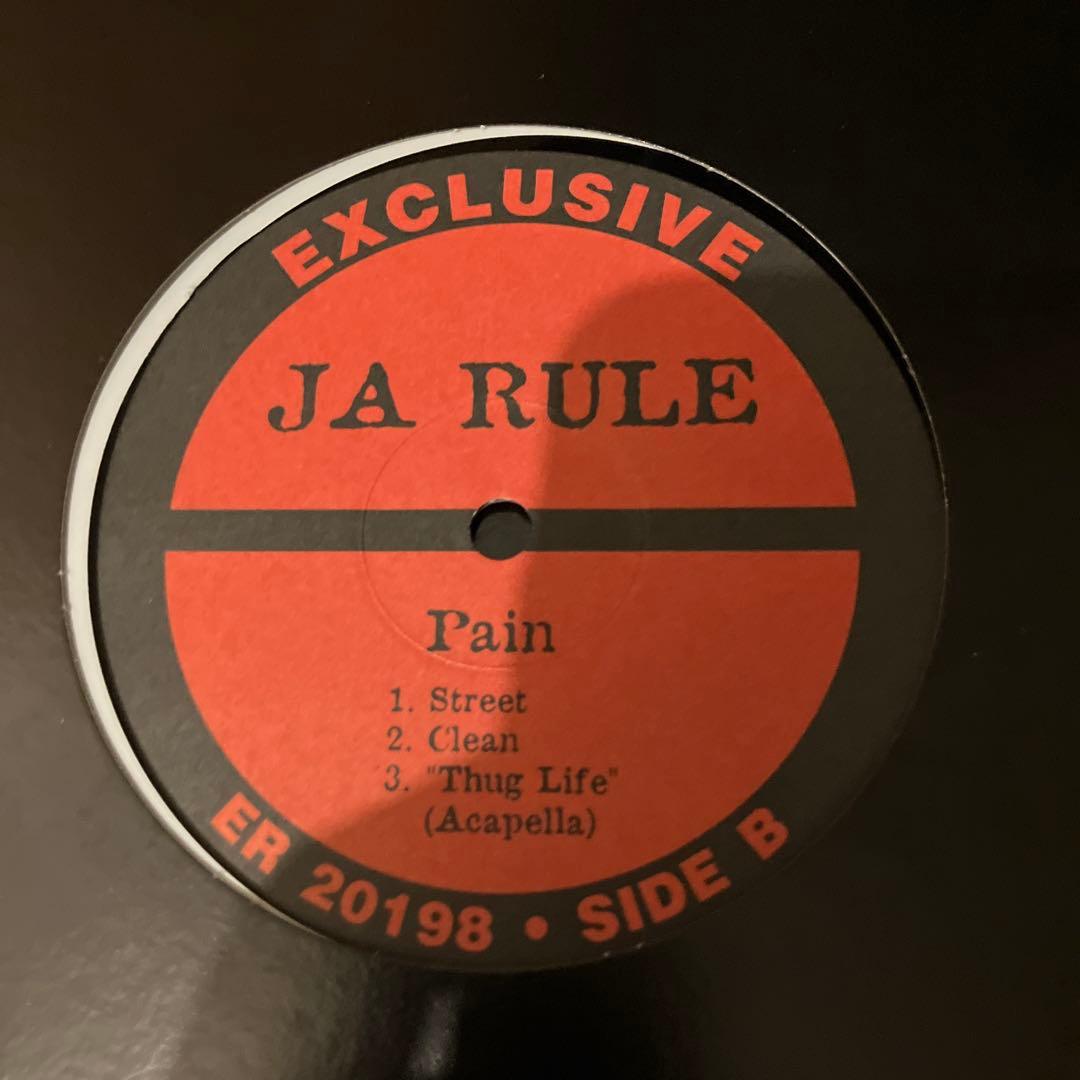 EXCLUSIVE
JA RULE
Pain
1. Street
2. Clean
3. "Thug Life"
(Acapella)
ER 20198 • SIDE B